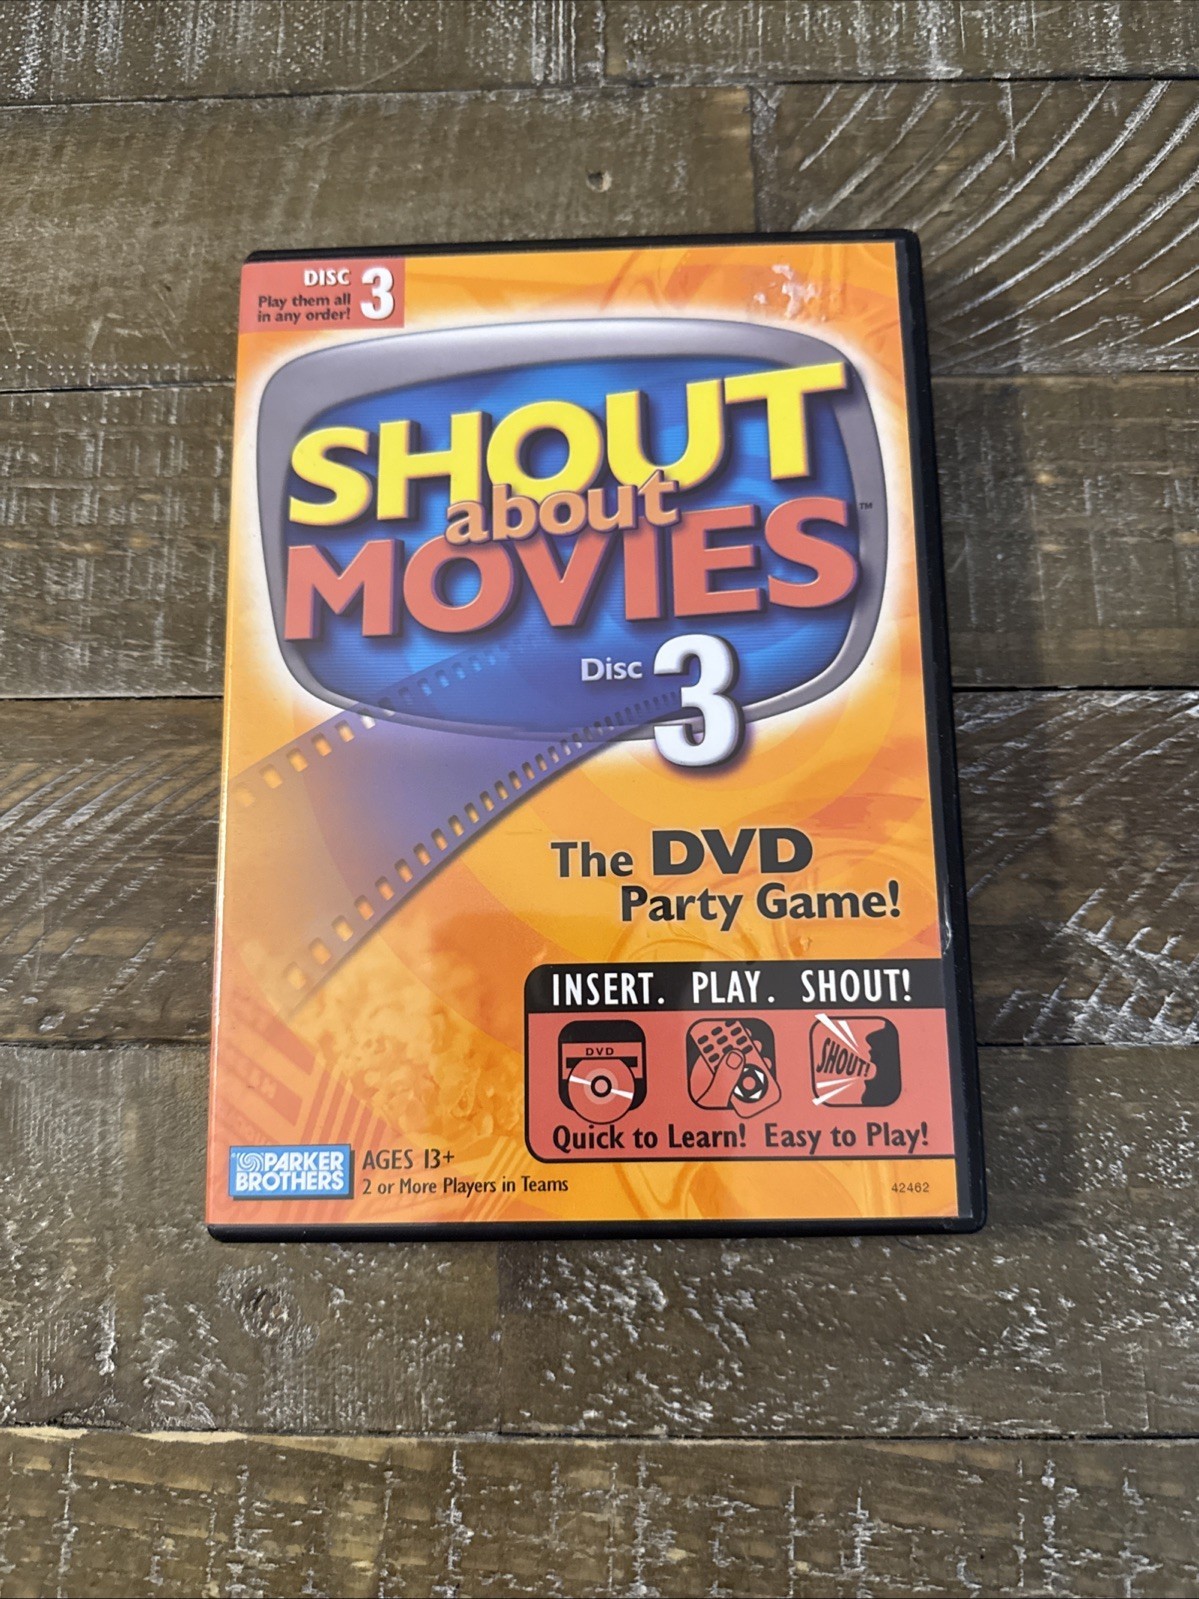 DISC 3
Play them all
in any order!
SHOUT
about
MOVIES™
Disc 3
The DVD
Party Game!
INSERT. PLAY. SHOUT!
DVD
SHOUT!
Quick to Learn! Easy to Play!
PARKER
BROTHERS
AGES 13+
2 or More Players in Teams
42462